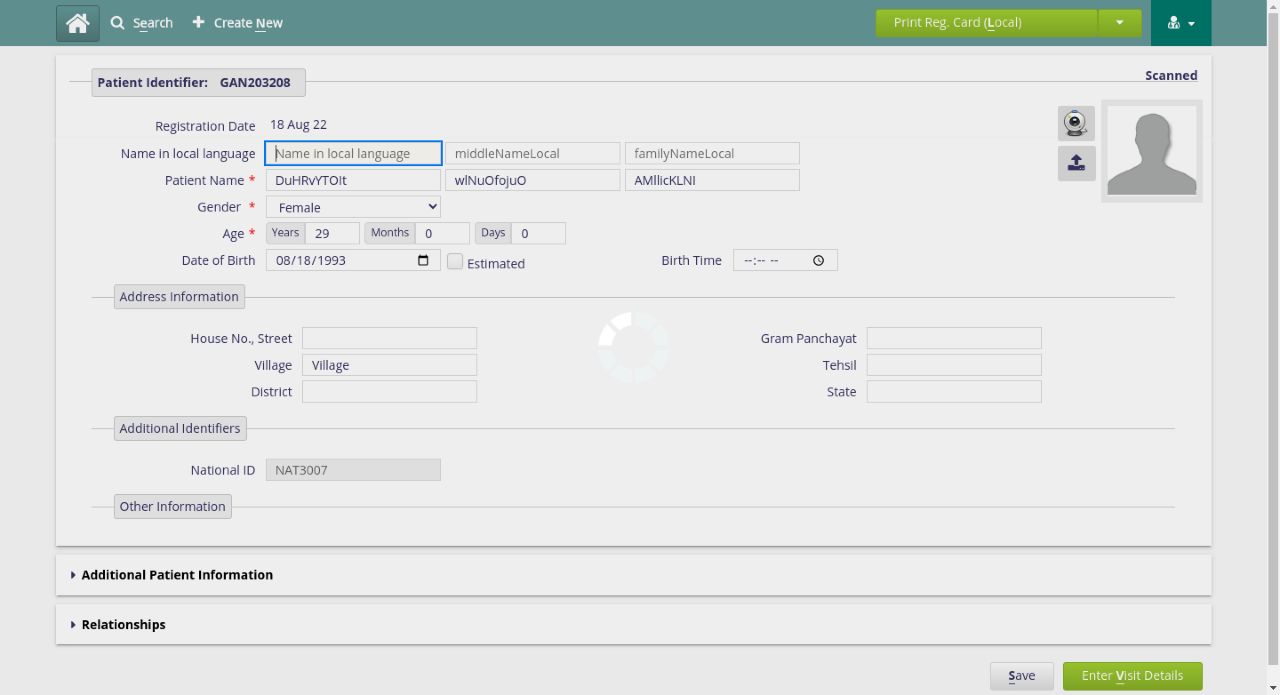 Search Create New Print Reg. Card (Local)
Patient Identifier: GAN203208 Scanned
Registration Date 18 Aug 22
Name in local language Name in local language middleNameLocal familyNameLocal
Patient Name * DuHRvYTOIt wlNuOfojuO AMllicKLNI
Gender * Female
Age * Years 29 Months 0 Days 0
Date of Birth 08/18/1993 Estimated Birth Time --:-- --
Address Information
House No., Street Gram Panchayat
Village Village Tehsil
District State
Additional Identifiers
National ID NAT3007
Other Information
Additional Patient Information
Relationships
Save Enter Visit Details